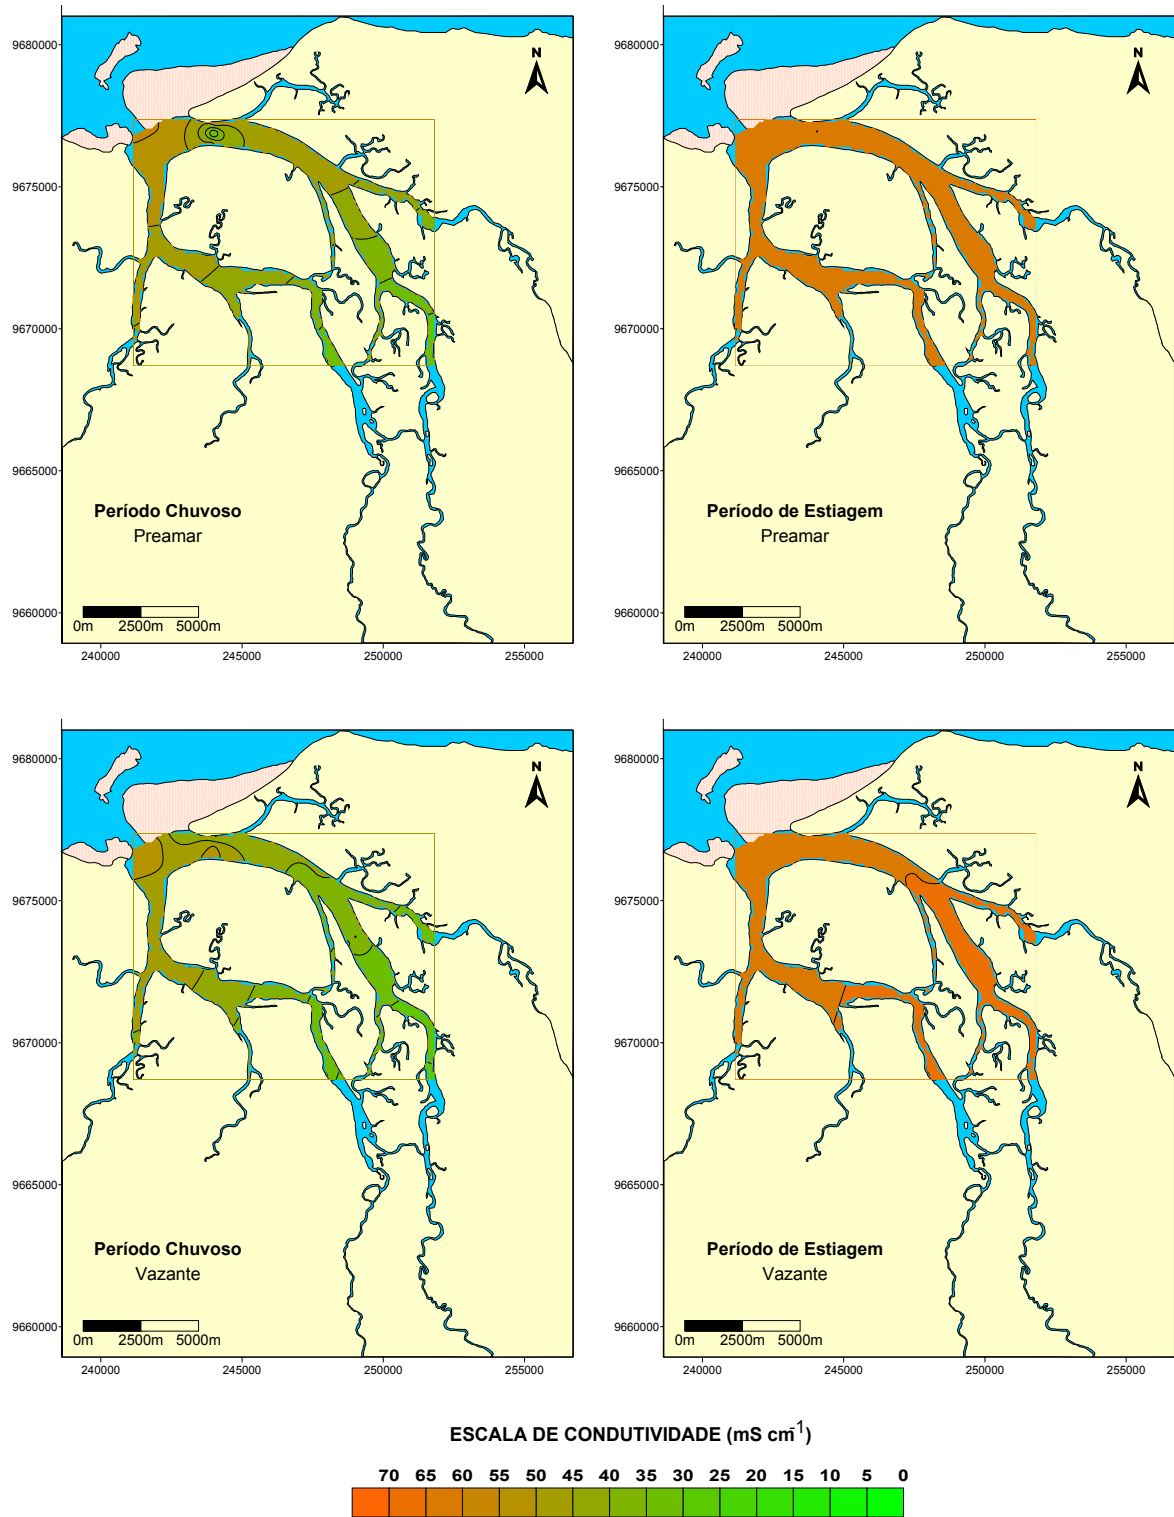 9680000
N
9675000
9670000
9665000
Período Chuvoso
Preamar
9660000
0m 2500m 5000m
240000 245000 250000 255000
9680000
N
9675000
9670000
9665000
Período de Estiagem
Preamar
9660000
0m 2500m 5000m
240000 245000 250000 255000
9680000
N
9675000
9670000
9665000
Período Chuvoso
Vazante
9660000
0m 2500m 5000m
240000 245000 250000 255000
9680000
N
9675000
9670000
9665000
Período de Estiagem
Vazante
9660000
0m 2500m 5000m
240000 245000 250000 255000
ESCALA DE CONDUTIVIDADE (mS cm⁻¹)
70 65 60 55 50 45 40 35 30 25 20 15 10 5 0